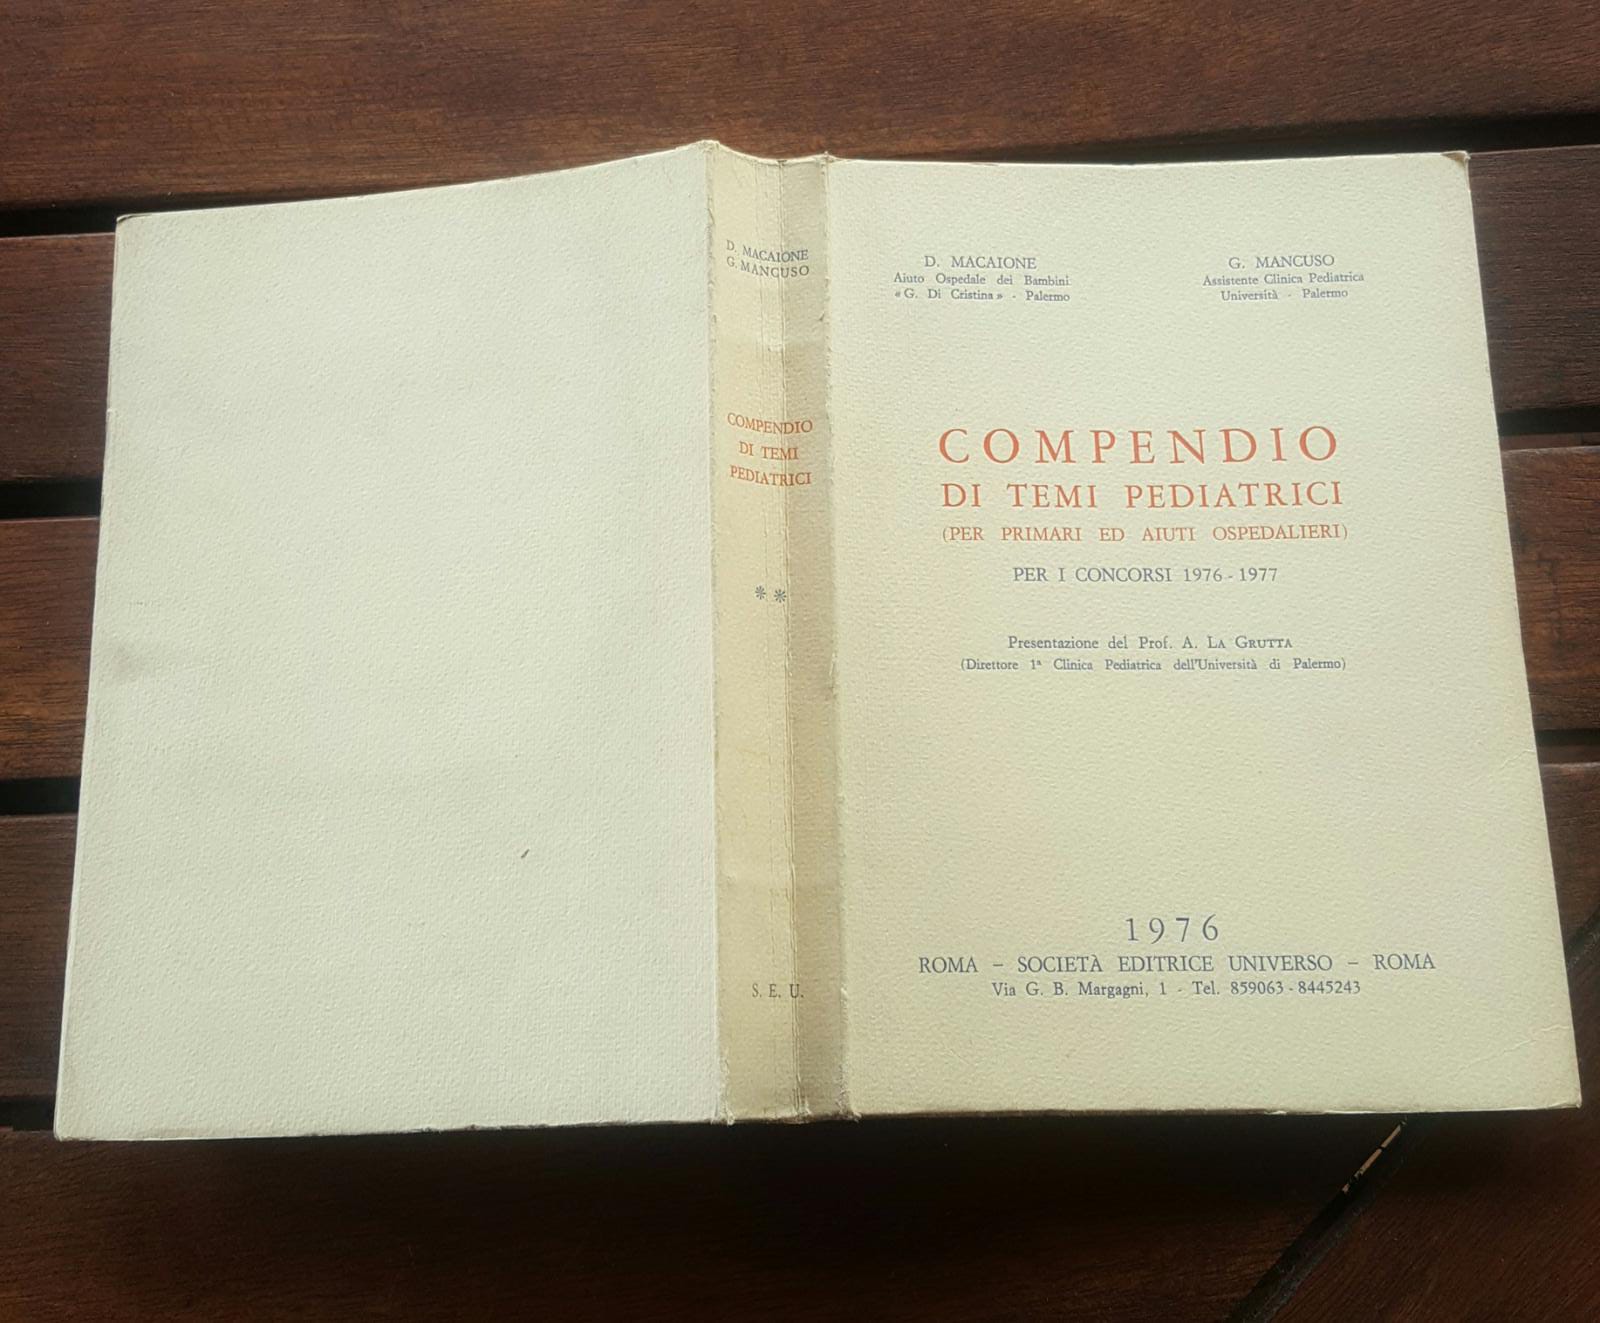 D. MACAIONE
G. MANCUSO
COMPENDIO
DI TEMI
PEDIATRICI
**
S. E. U.
D. MACAIONE
Aiuto Ospedale dei Bambini
«G. Di Cristina» - Palermo
G. MANCUSO
Assistente Clinica Pediatrica
Università - Palermo
COMPENDIO
DI TEMI PEDIATRICI
(PER PRIMARI ED AIUTI OSPEDALIERI)
PER I CONCORSI 1976 - 1977
Presentazione del Prof. A. LA GRUTTA
(Direttore 1ª Clinica Pediatrica dell'Università di Palermo)
1976
ROMA - SOCIETÀ EDITRICE UNIVERSO - ROMA
Via G. B. Margagni, 1 - Tel. 859063 - 8445243